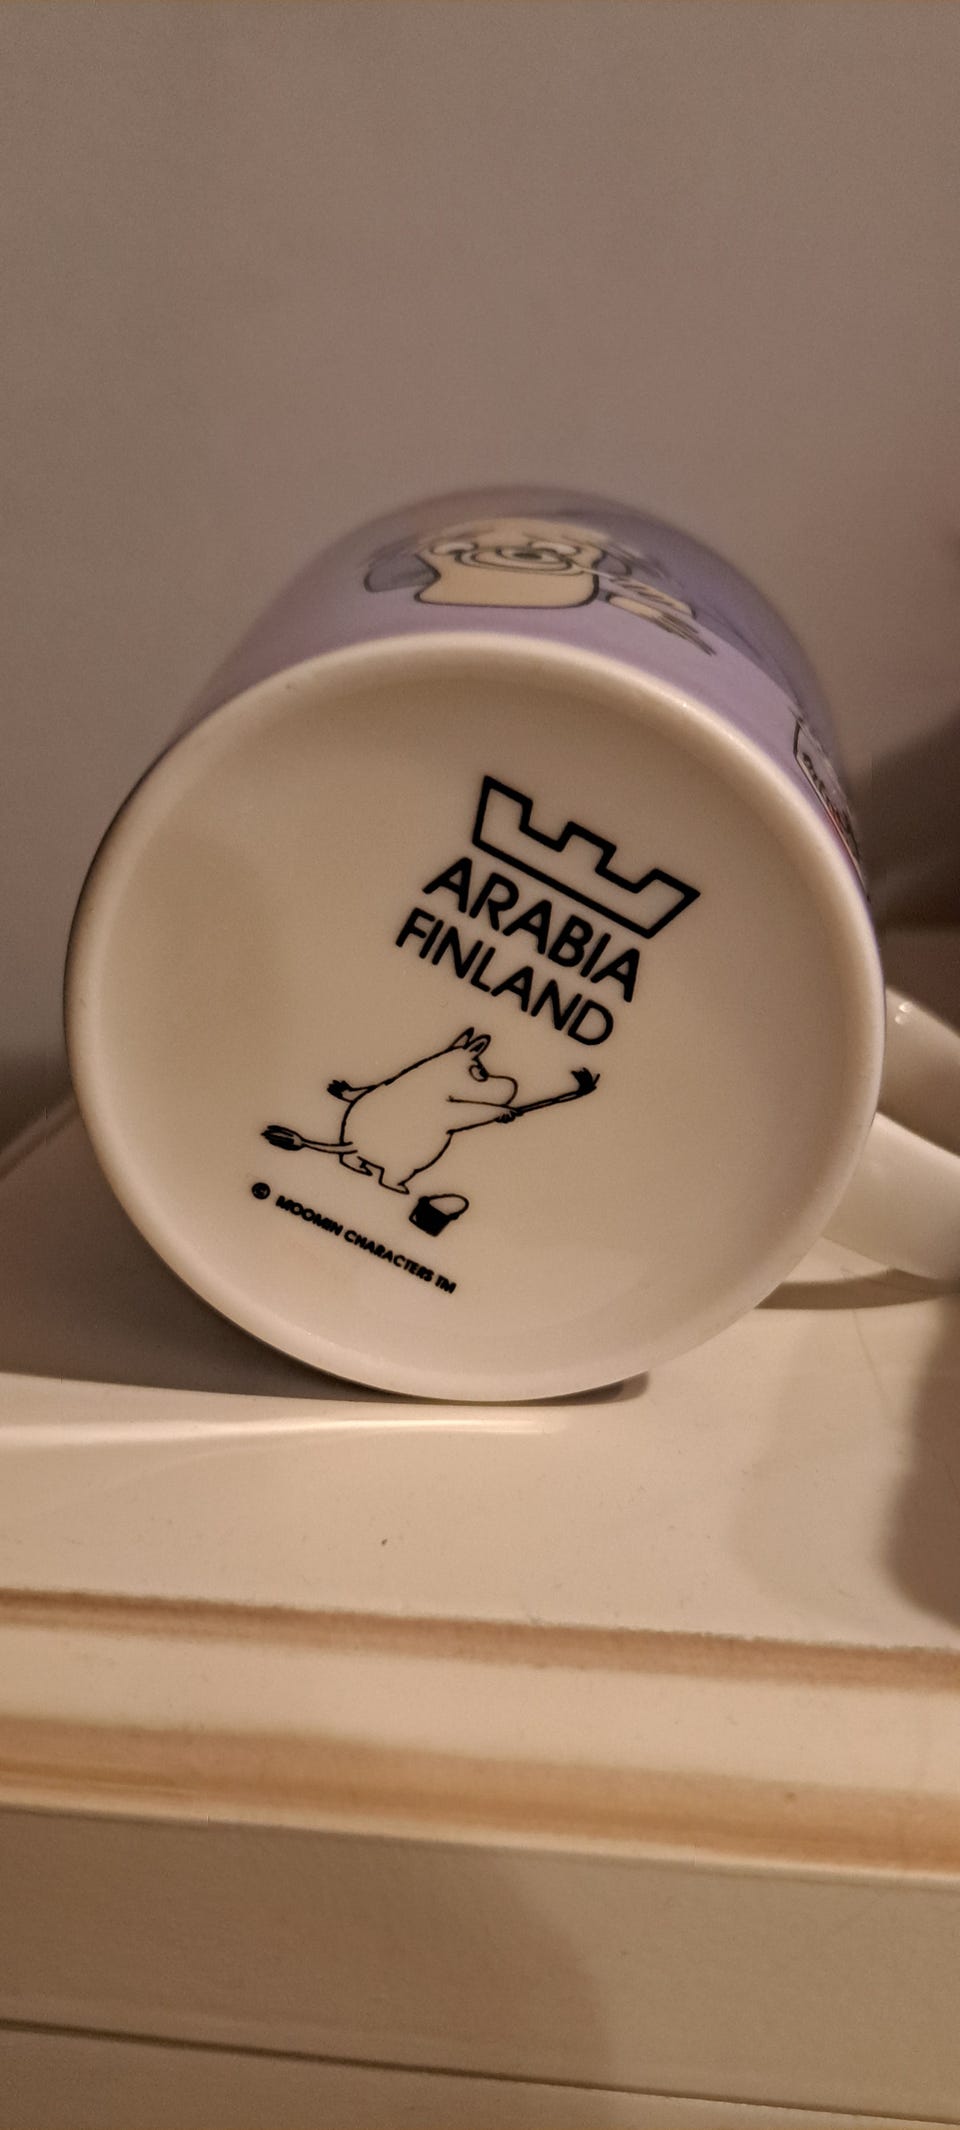 ARABIA
FINLAND
© MOOMIN CHARACTERS TM